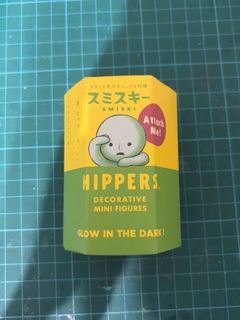 スミスキー
SMISKI
Attach
Me!
HIPPERS
DECORATIVE
MINI FIGURES
GLOW IN THE DARK!